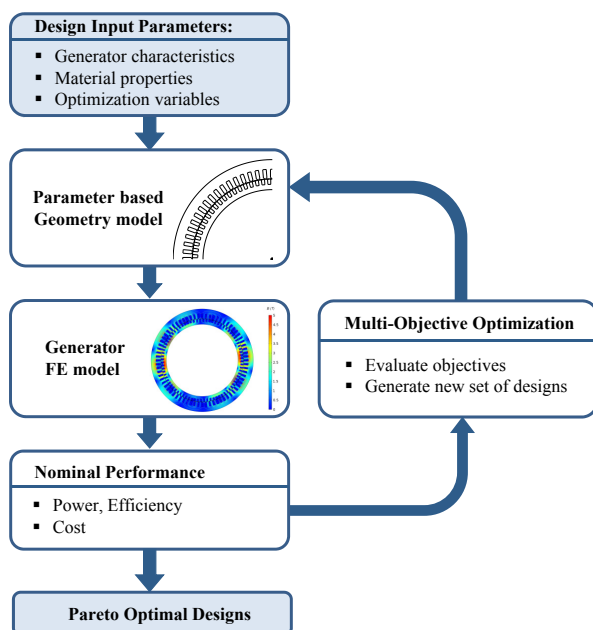 Design Input Parameters:
▪ Generator characteristics
▪ Material properties
▪ Optimization variables
Parameter based
Geometry model
Generator
FE model
Multi-Objective Optimization
▪ Evaluate objectives
▪ Generate new set of designs
Nominal Performance
▪ Power, Efficiency
▪ Cost
Pareto Optimal Designs